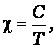 χ = C/T,